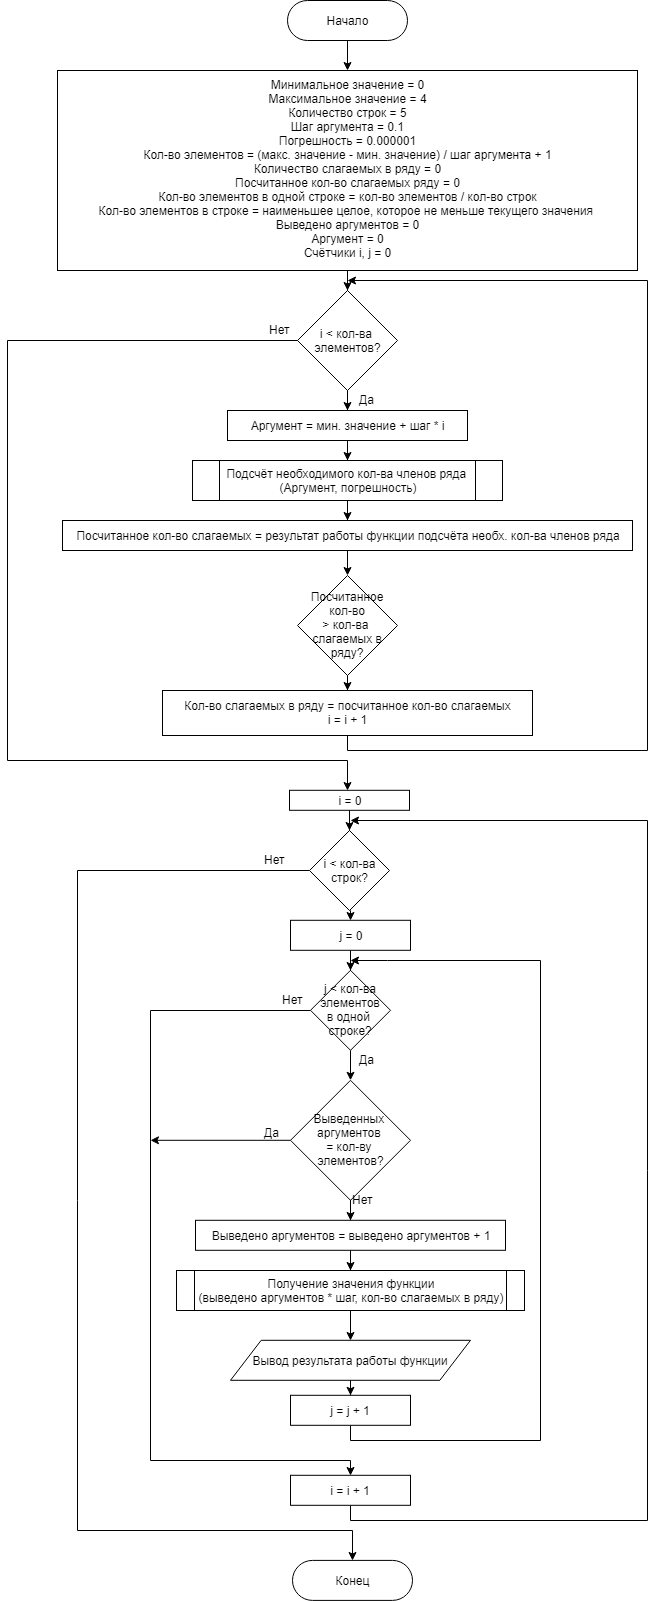 Начало
Минимальное значение = 0
Максимальное значение = 4
Количество строк = 5
Шаг аргумента = 0.1
Погрешность = 0.000001
Кол-во элементов = (макс. значение - мин. значение) / шаг аргумента + 1
Количество слагаемых в ряду = 0
Посчитанное кол-во слагаемых ряду = 0
Кол-во элементов в одной строке = кол-во элементов / кол-во строк
Кол-во элементов в строке = наименьшее целое, которое не меньше текущего значения
Выведено аргументов = 0
Аргумент = 0
Счётчики i, j = 0
Нет
i < кол-ва
элементов?
Да
Аргумент = мин. значение + шаг * i
Подсчёт необходимого кол-ва членов ряда
(Аргумент, погрешность)
Посчитанное кол-во слагаемых = результат работы функции подсчёта необх. кол-ва членов ряда
Посчитанное
кол-во
> кол-ва
слагаемых в
ряду?
Кол-во слагаемых в ряду = посчитанное кол-во слагаемых
i = i + 1
i = 0
Нет
i < кол-ва
строк?
j = 0
Нет
j < кол-ва
элементов
в одной
строке?
Да
Да
Выведенных
аргументов
= кол-ву
элементов?
Нет
Выведено аргументов = выведено аргументов + 1
Получение значения функции
(выведено аргументов * шаг, кол-во слагаемых в ряду)
Вывод результата работы функции
j = j + 1
i = i + 1
Конец